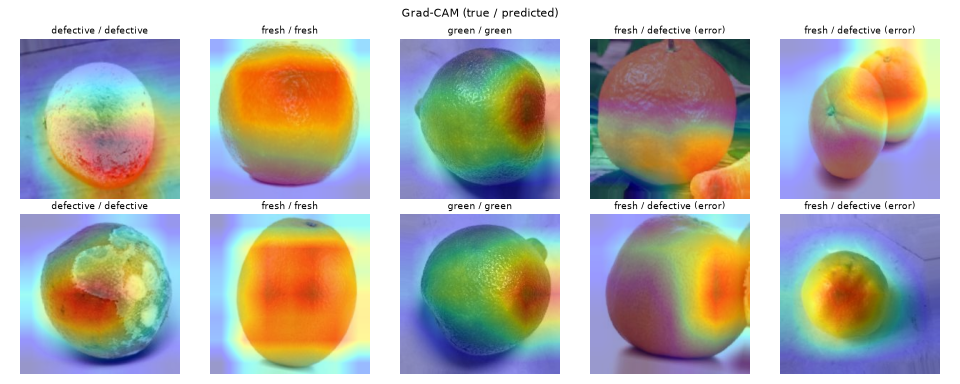 Grad-CAM (true / predicted)
defective / defective
fresh / fresh
green / green
fresh / defective (error)
fresh / defective (error)
defective / defective
fresh / fresh
green / green
fresh / defective (error)
fresh / defective (error)